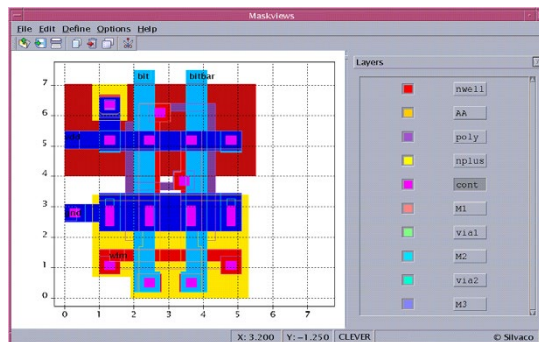 Maskviews
File Edit Define Options Help
Layers
bit bitbar
7
6
5
4
3
2
1
0
0 1 2 3 4 5 6 7
nwell
AA
poly
nplus
cont
M1
via1
M2
via2
M3
X: 3.200 Y: -1.250 CLEVER © Silvaco